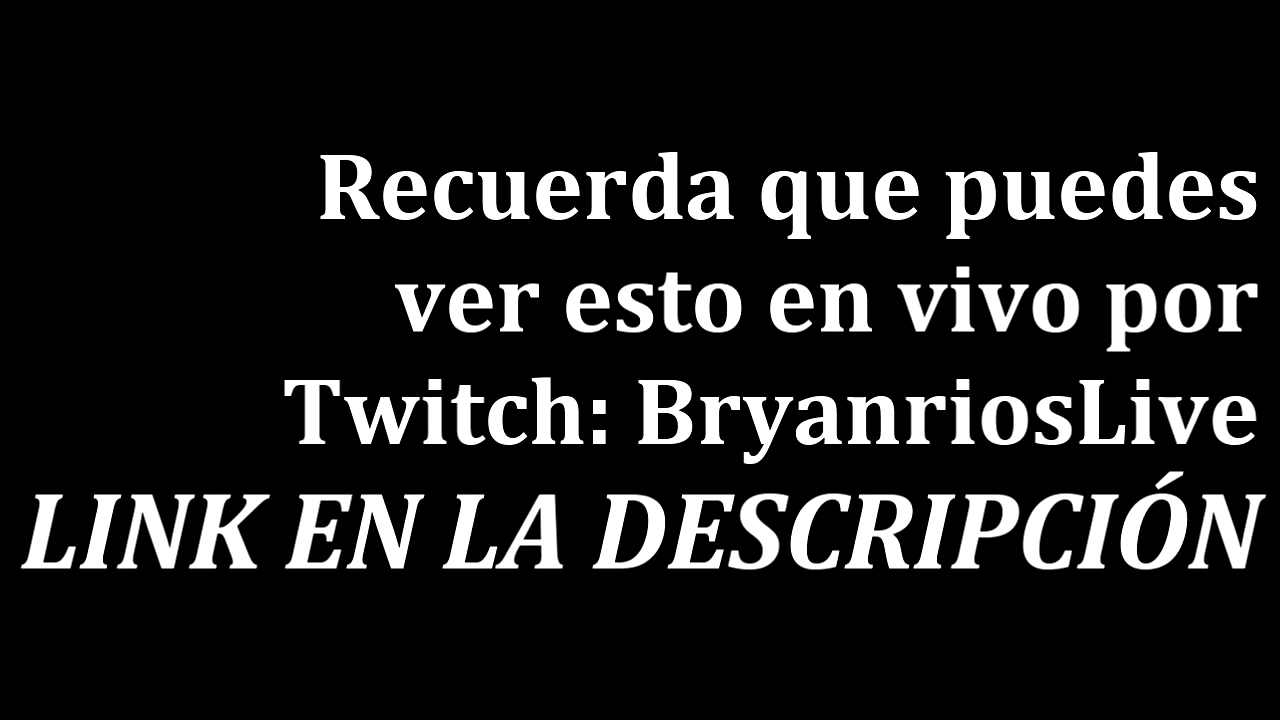 Recuerda que puedes
ver esto en vivo por
Twitch: BryanriosLive
LINK EN LA DESCRIPCIÓN